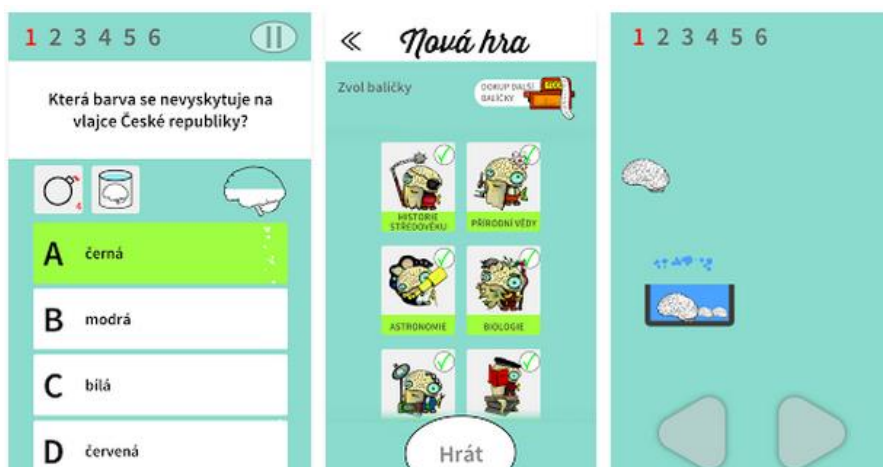 1 2 3 4 5 6
Která barva se nevyskytuje na
vlajce České republiky?
4
A černá
B modrá
C bílá
D červená
Nová hra
Zvol balíčky
DOKUP DALŠÍ
BALÍČKY
HISTORIE
STŘEDOVĚKU
PŘÍRODNÍ VĚDY
ASTRONOMIE
BIOLOGIE
Hrát
1 2 3 4 5 6